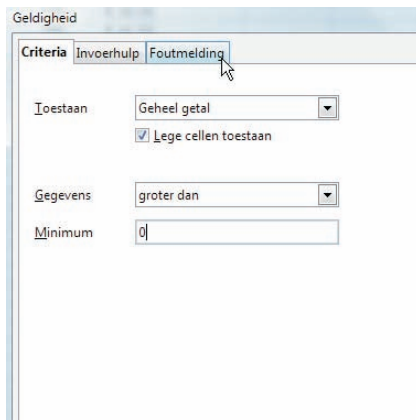 Geldigheid
Criteria Invoerhulp Foutmelding
Toestaan Geheel getal
Lege cellen toestaan
Gegevens groter dan
Minimum 0